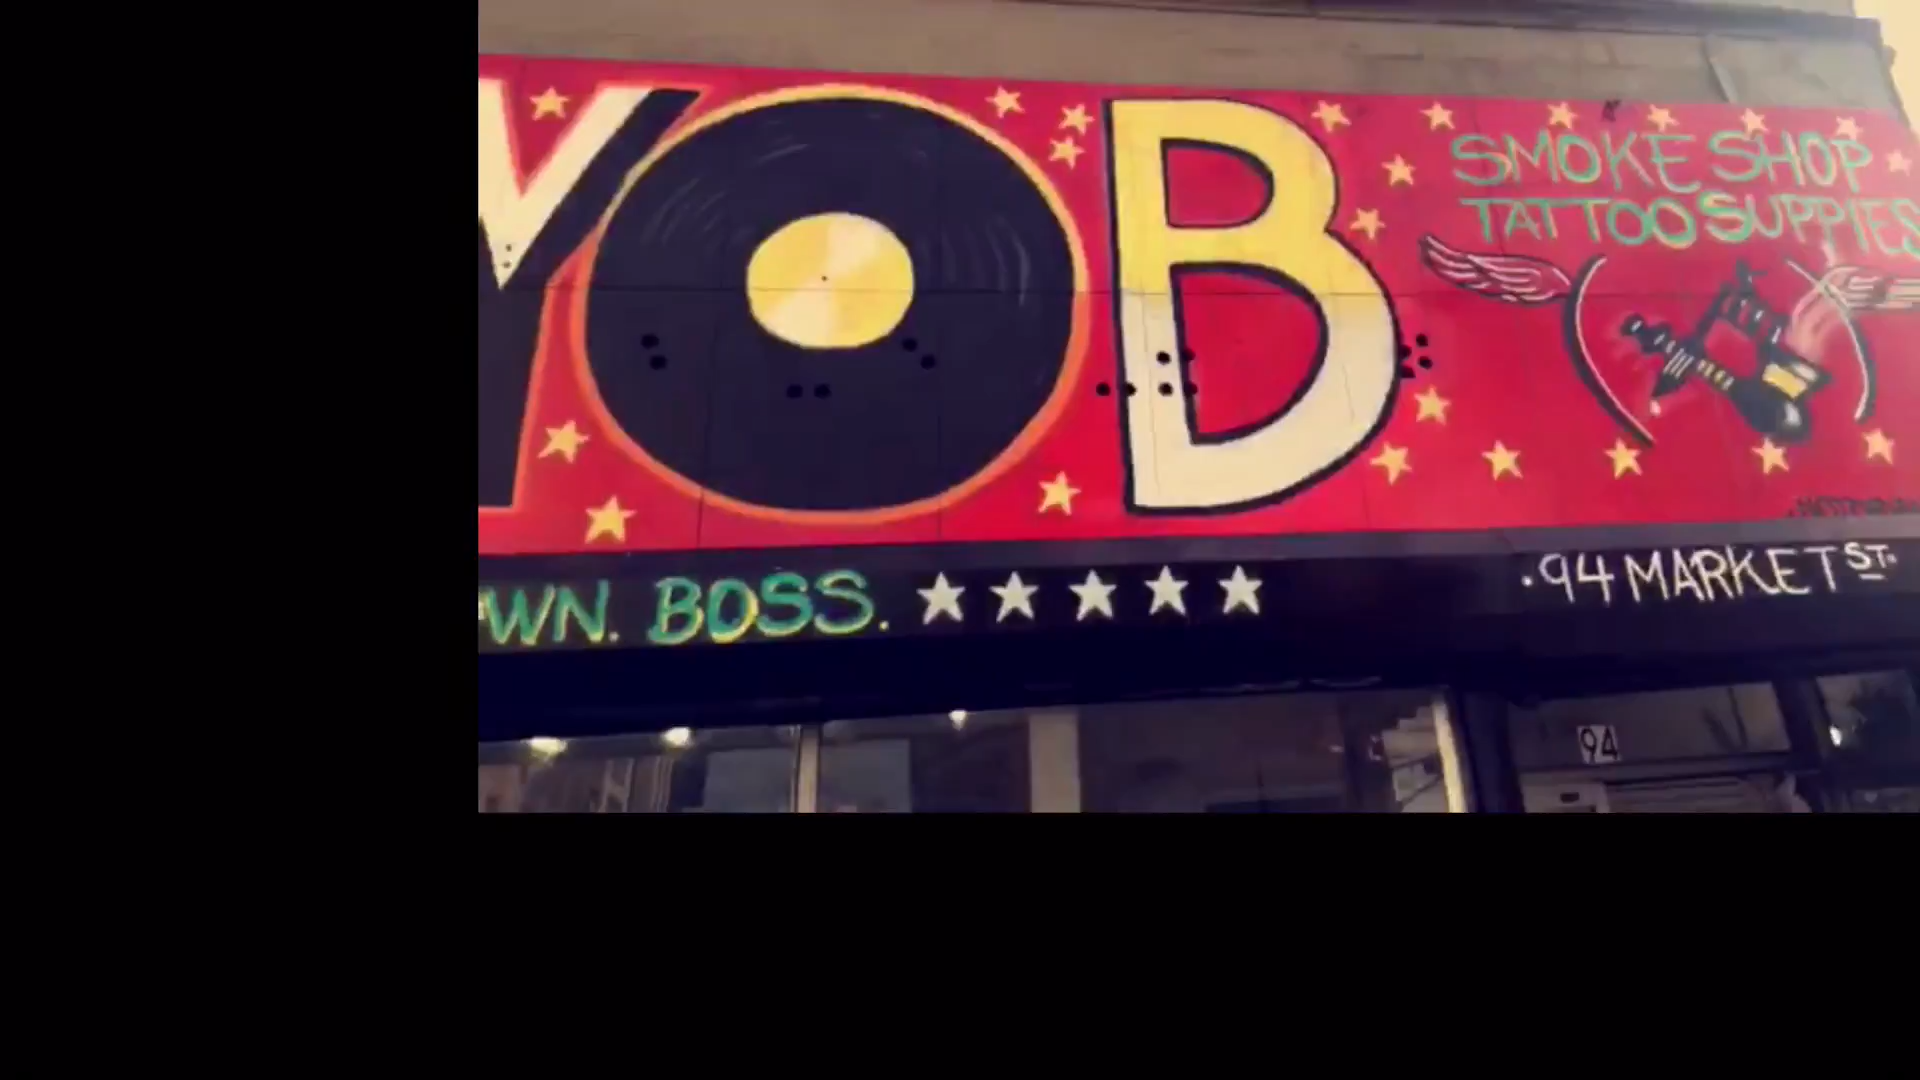 YOB
SMOKE SHOP
TATTOO SUPPIES
WN. BOSS.
.94 MARKET ST.
94